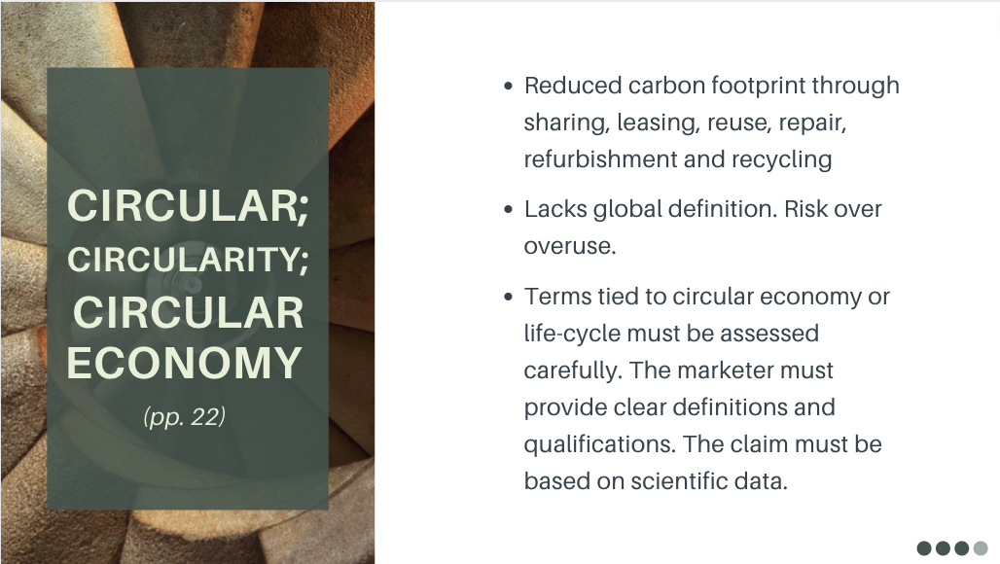 CIRCULAR;
CIRCULARITY;
CIRCULAR
ECONOMY
(pp. 22)
• Reduced carbon footprint through
sharing, leasing, reuse, repair,
refurbishment and recycling
• Lacks global definition. Risk over
overuse.
• Terms tied to circular economy or
life-cycle must be assessed
carefully. The marketer must
provide clear definitions and
qualifications. The claim must be
based on scientific data.